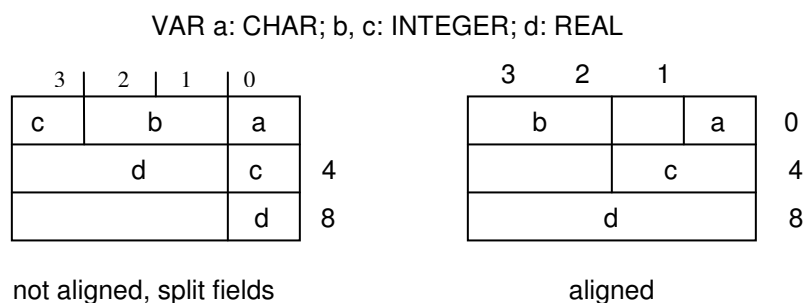 VAR a: CHAR; b, c: INTEGER; d: REAL
3 2 1 0
c b a
d c 4
d 8
not aligned, split fields
3 2 1
b a 0
c 4
d 8
aligned